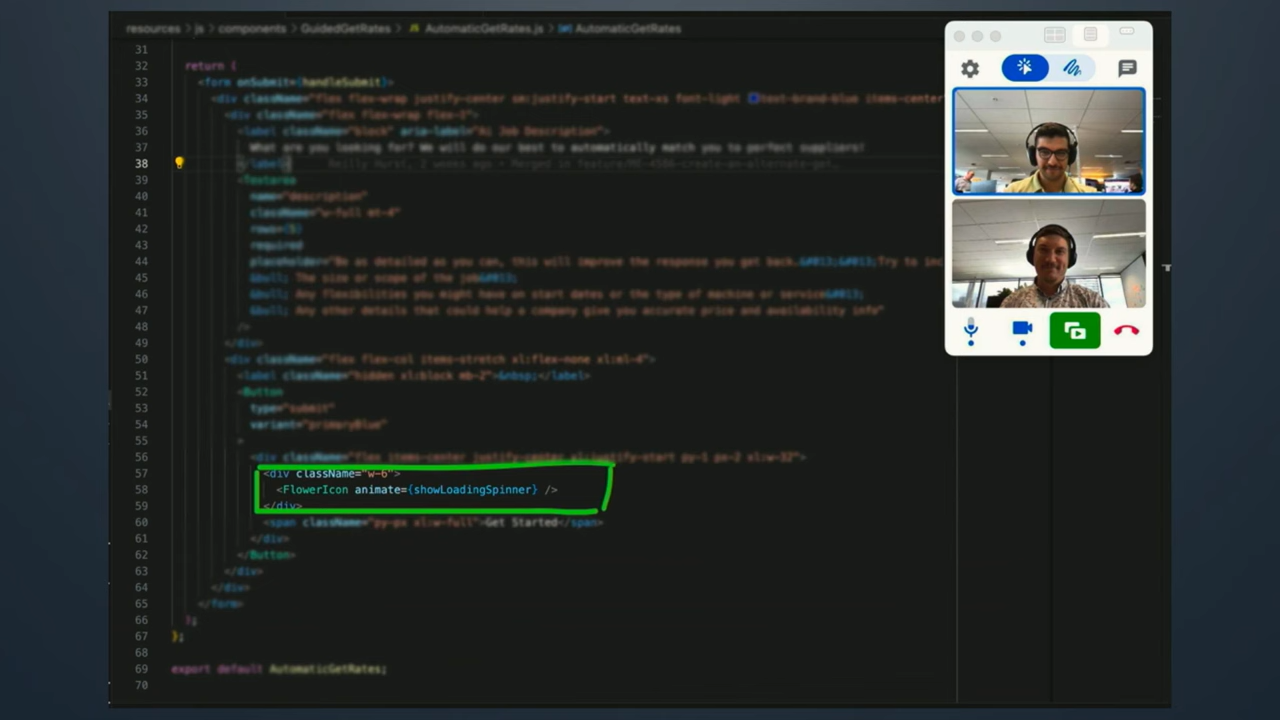 resources > js > components > GuidedGetRates > AutomaticGetRates.js > AutomaticGetRates
31
32 return (
33 <form onSubmit={handleSubmit}>
34 <div className="flex flex-wrap justify-center sm:justify-start text-xs font-light text-brand-blue items-center
35 <div className="flex flex-wrap flex-1">
36 <label className="block" aria-label="Ai Job Description">
37 What are you looking for? We will do our best to automatically match you to perfect suppliers!
38 </label> Reilly Hurst, 2 weeks ago • Merged in
39 <Textarea
40 name="description"
41 className="w-full mt-4"
42 rows={5}
43 required
44 placeholder="Be as detailed as you can, this will improve the response you get back.&#013;&#013;Try to inc
45 &bull; The size or scope of the job&#013;
46 &bull; Any flexibilities you might have on start dates or the type of machine or service&#013;
47 &bull; Any other details that could help a company give you accurate price and availability info"
48 />
49 </div>
50 <div className="flex flex-col items-stretch xl:flex-none xl:ml-4">
51 <label className="hidden xl:block mb-2">&nbsp;</label>
52 <Button
53 type="submit"
54 variant="primaryBlue"
55 >
56 <div className="flex items-center justify-center xl:justify-start py-1 px-2 xl:w-32">
57 <div className="w-6">
58 <FlowerIcon animate={showLoadingSpinner} />
59 </div>
60 <span className="py-px xl:w-full">Get Started</span>
61 </div>
62 </Button>
63 </div>
64 </div>
65 </form>
66 );
67 };
68
69 export default AutomaticGetRates;
70